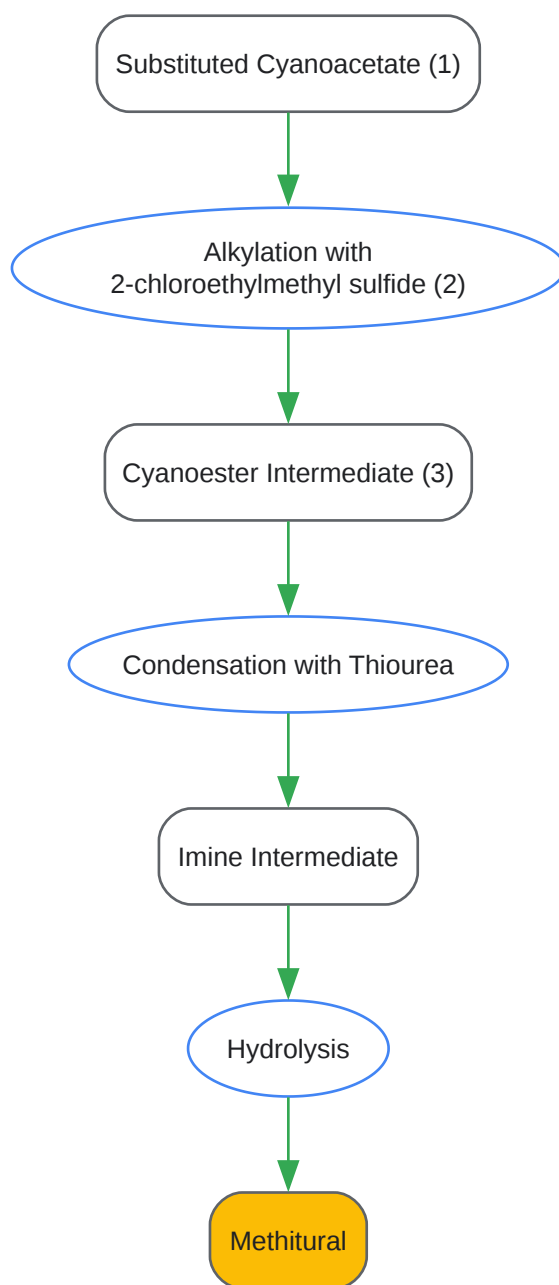 Substituted Cyanoacetate (1)
Alkylation with
2-chloroethylmethyl sulfide (2)
Cyanoester Intermediate (3)
Condensation with Thiourea
Imine Intermediate
Hydrolysis
Methitural